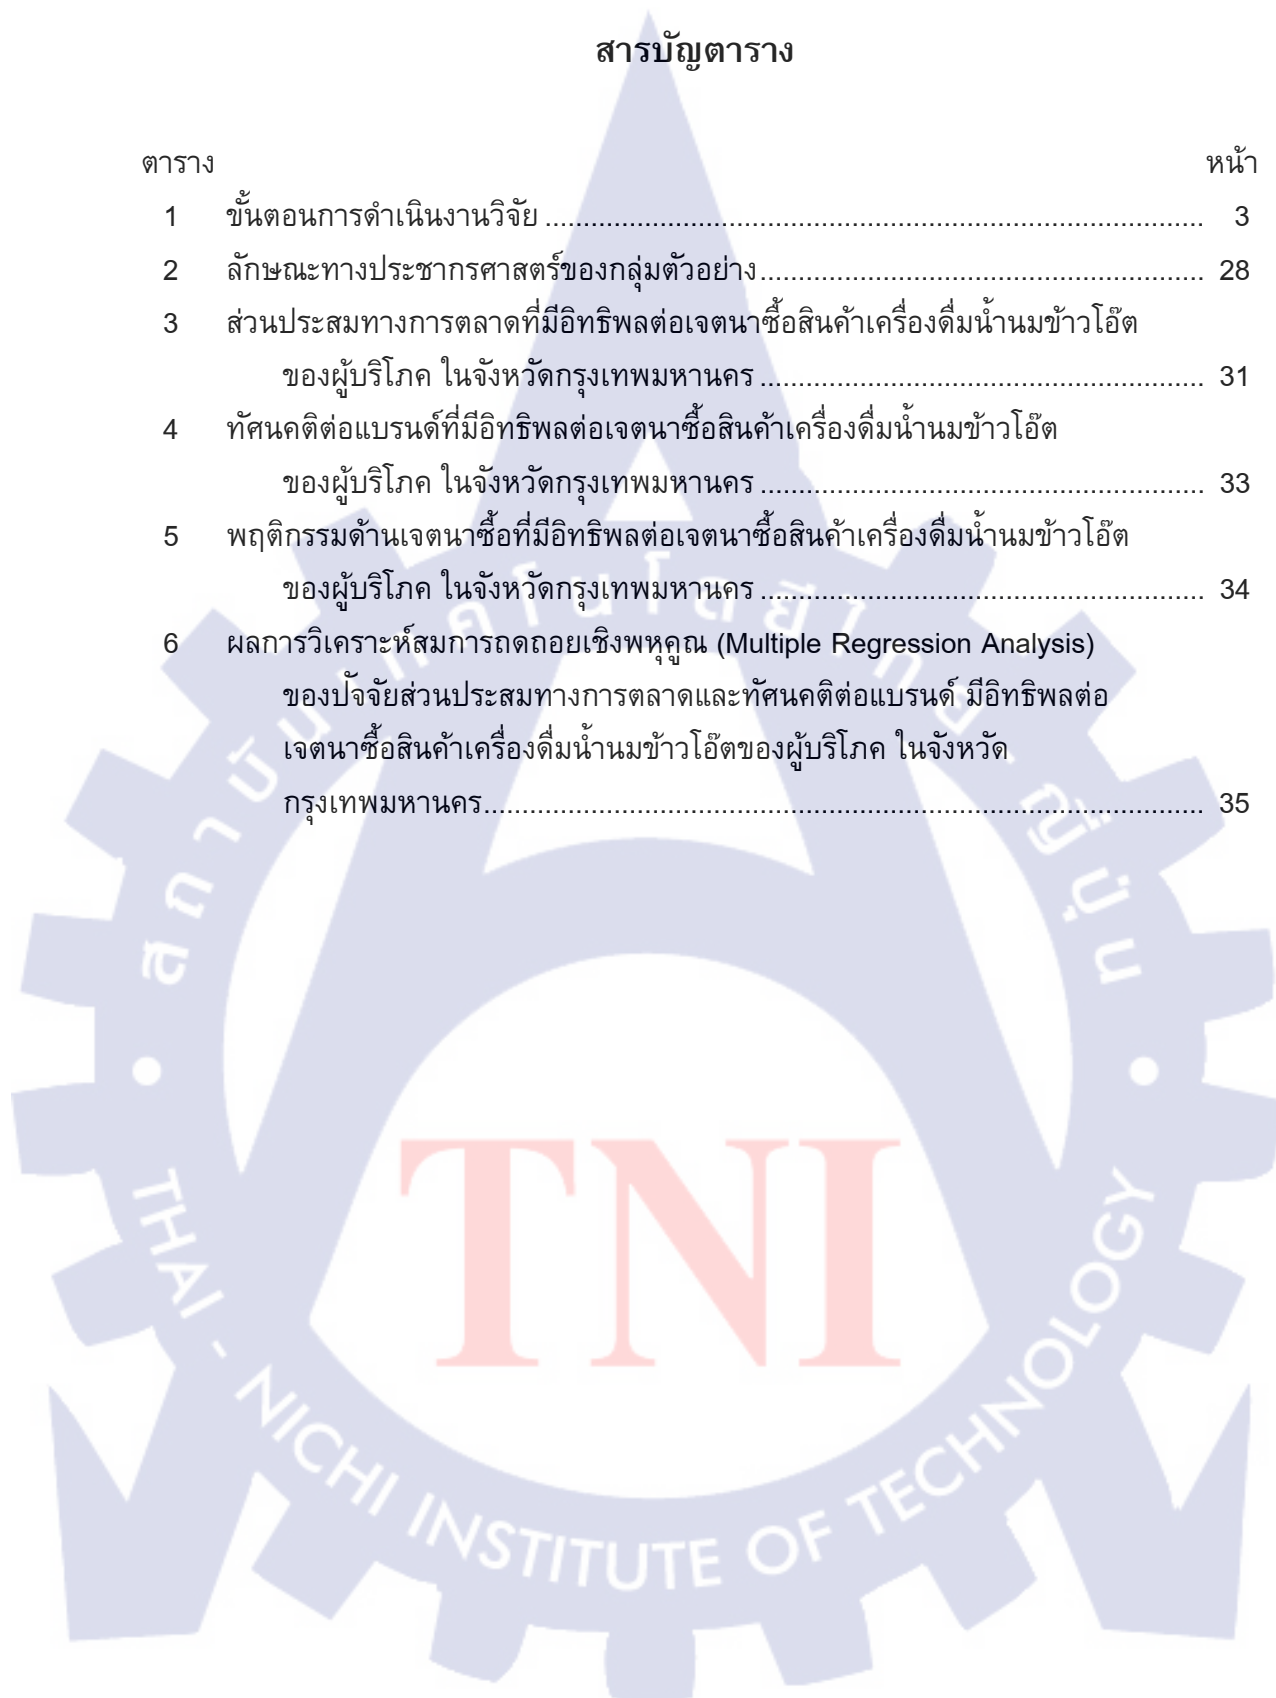 สารบัญตาราง
ตาราง หน้า
1 ขั้นตอนการดำเนินงานวิจัย ........................................................................................ 3
2 ลักษณะทางประชากรศาสตร์ของกลุ่มตัวอย่าง ........................................................... 28
3 ส่วนประสมทางการตลาดที่มีอิทธิพลต่อเจตนาซื้อสินค้าเครื่องดื่มน้ำนมข้าวโอ๊ต
ของผู้บริโภค ในจังหวัดกรุงเทพมหานคร ........................................................... 31
4 ทัศนคติต่อแบรนด์ที่มีอิทธิพลต่อเจตนาซื้อสินค้าเครื่องดื่มน้ำนมข้าวโอ๊ต
ของผู้บริโภค ในจังหวัดกรุงเทพมหานคร ........................................................... 33
5 พฤติกรรมด้านเจตนาซื้อที่มีอิทธิพลต่อเจตนาซื้อสินค้าเครื่องดื่มน้ำนมข้าวโอ๊ต
ของผู้บริโภค ในจังหวัดกรุงเทพมหานคร ........................................................... 34
6 ผลการวิเคราะห์สมการถดถอยเชิงพหุคูณ (Multiple Regression Analysis)
ของปัจจัยส่วนประสมทางการตลาดและทัศนคติต่อแบรนด์ มีอิทธิพลต่อ
เจตนาซื้อสินค้าเครื่องดื่มน้ำนมข้าวโอ๊ตของผู้บริโภค ในจังหวัด
กรุงเทพมหานคร ................................................................................................ 35
สถาบันเทคโนโลยีไทย - ญี่ปุ่น
TNI
THAI - NICHI INSTITUTE OF TECHNOLOGY